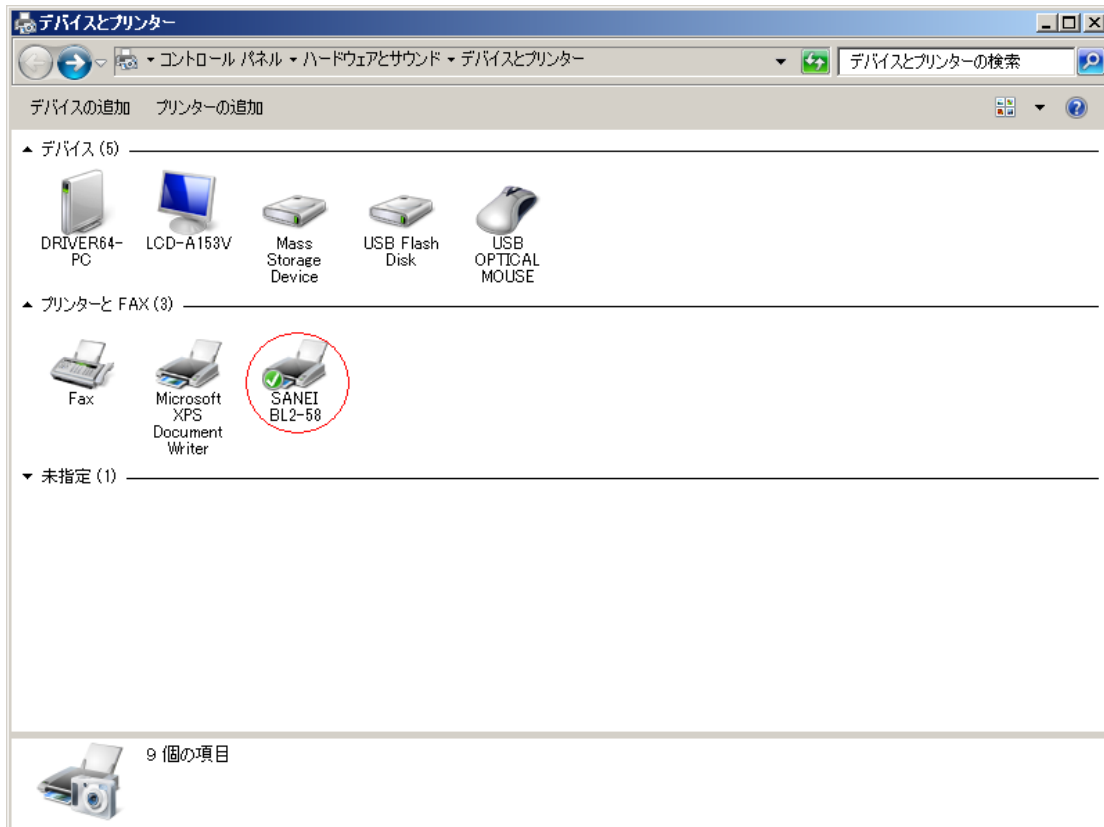 デバイスとプリンター
コントロール パネル ハードウェアとサウンド デバイスとプリンター
デバイスとプリンターの検索
デバイスの追加 プリンターの追加
デバイス (5)
DRIVER64-
PC
LCD-A153V
Mass
Storage
Device
USB Flash
Disk
USB
OPTICAL
MOUSE
プリンターと FAX (3)
Fax
Microsoft
XPS
Document
Writer
SANEI
BL2-58
未指定 (1)
9 個の項目